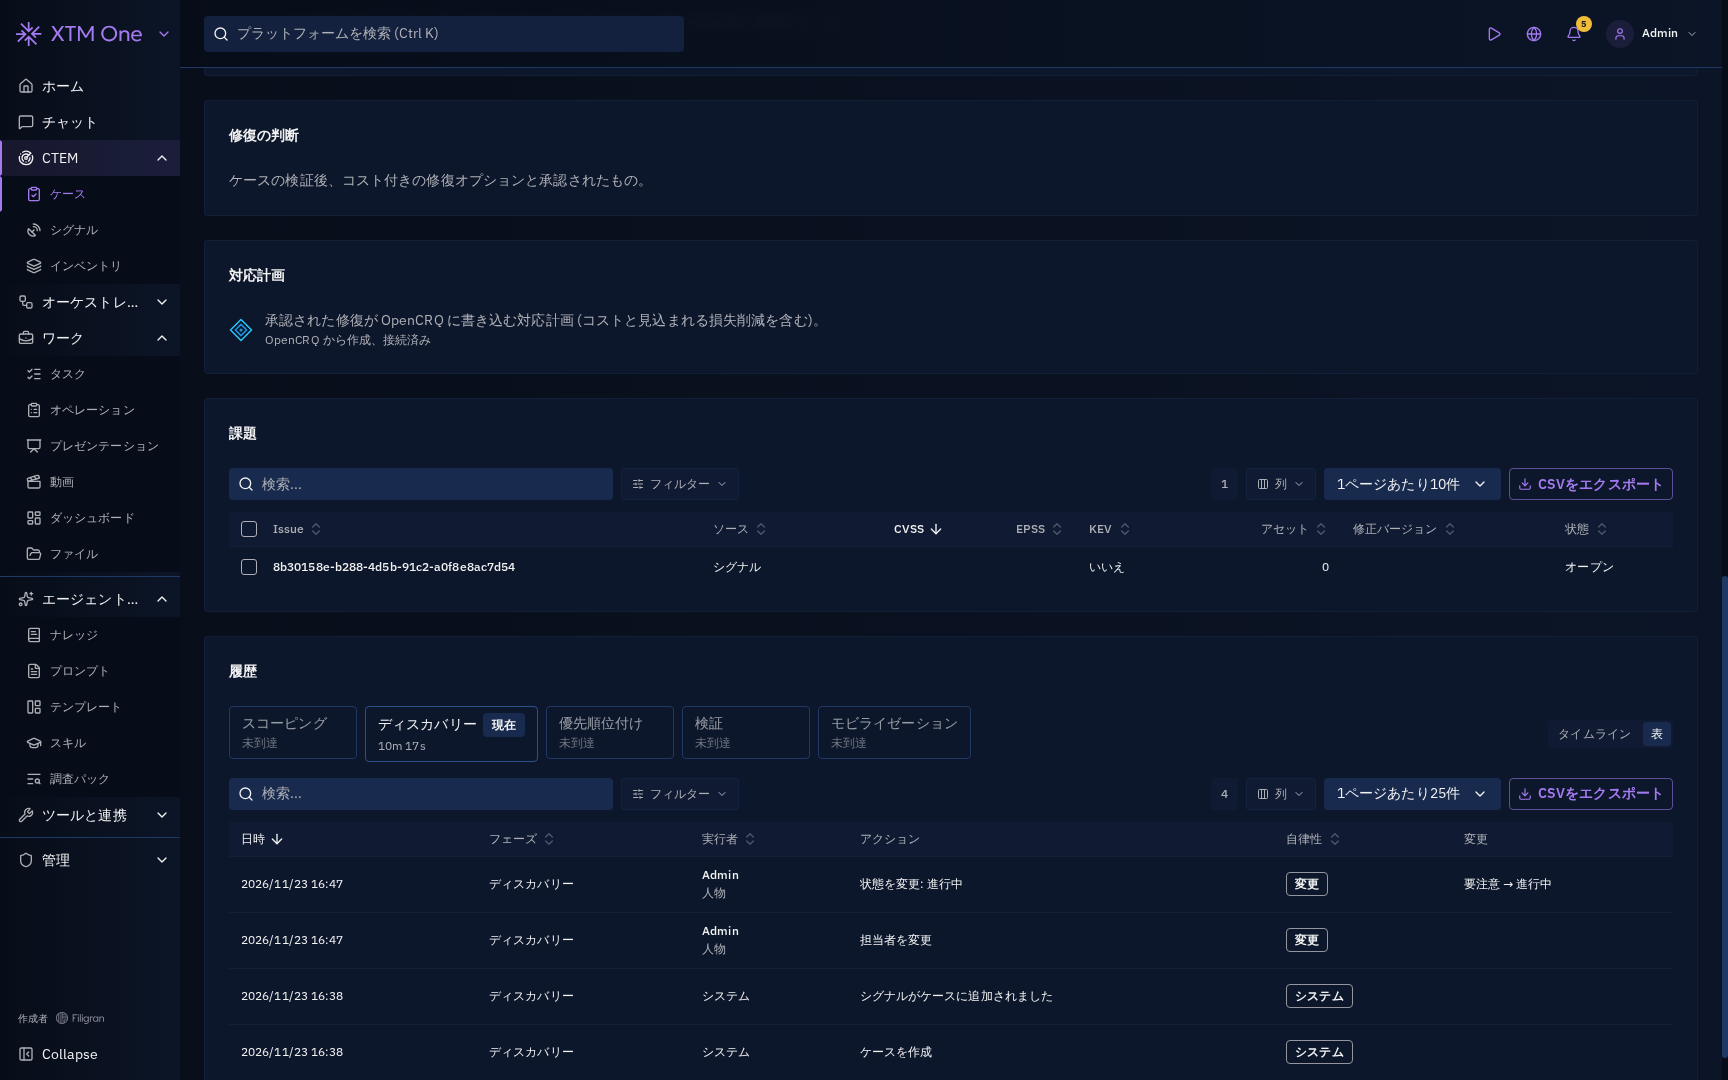 XTM One
プラットフォームを検索 (Ctrl K)
5
Admin
ホーム
チャット
CTEM
ケース
シグナル
インベントリ
オーケストレ...
ワーク
タスク
オペレーション
プレゼンテーション
動画
ダッシュボード
ファイル
エージェント...
ナレッジ
プロンプト
テンプレート
スキル
調査パック
ツールと連携
管理
作成者 Filigran
Collapse
修復の判断
ケースの検証後、コスト付きの修復オプションと承認されたもの。
対応計画
承認された修復が OpenCRQ に書き込む対応計画 (コストと見込まれる損失削減を含む)。
OpenCRQ から作成、接続済み
課題
検索... フィルター 1 列 1ページあたり10件 CSVをエクスポート
Issue ソース CVSS EPSS KEV アセット 修正バージョン 状態
8b30158e-b288-4d5b-91c2-a0f8e8ac7d54 シグナル いいえ 0 オープン
履歴
スコーピング 未到達
ディスカバリー 現在 10m 17s
優先順位付け 未到達
検証 未到達
モビライゼーション 未到達
タイムライン 表
検索... フィルター 4 列 1ページあたり25件 CSVをエクスポート
日時 フェーズ 実行者 アクション 自律性 変更
2026/11/23 16:47 ディスカバリー Admin 人物 状態を変更: 進行中 変更 要注意 → 進行中
2026/11/23 16:47 ディスカバリー Admin 人物 担当者を変更 変更
2026/11/23 16:38 ディスカバリー システム シグナルがケースに追加されました システム
2026/11/23 16:38 ディスカバリー システム ケースを作成 システム